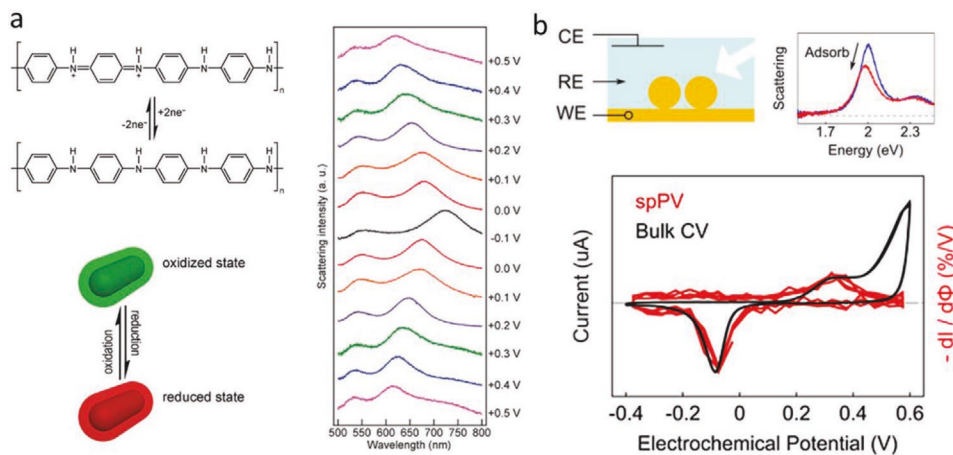 a
H
N
+
H
N
+
H
N
H
N
n
-2ne⁻
+2ne⁻
H
N
H
N
H
N
H
N
n
oxidized state
oxidation
reduction
reduced state
Scattering intensity (a. u.)
+0.5 V
+0.4 V
+0.3 V
+0.2 V
+0.1 V
0.0 V
-0.1 V
0.0 V
+0.1 V
+0.2 V
+0.3 V
+0.4 V
+0.5 V
500 550 600 650 700 750 800
Wavelength (nm)
b
CE
RE
WE
Scattering
Adsorb
1.7 2 2.3
Energy (eV)
spPV
Bulk CV
Current (uA)
- dI / dΦ (%/V)
-0.4 -0.2 0 0.2 0.4 0.6
Electrochemical Potential (V)